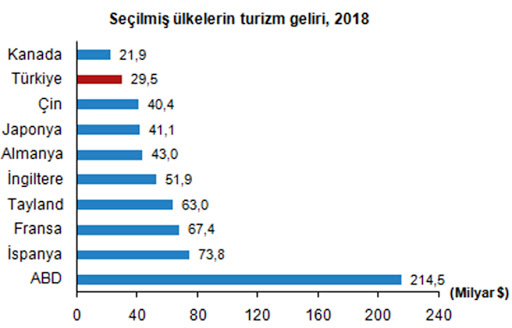 Seçilmiş ülkelerin turizm geliri, 2018
Kanada 21,9
Türkiye 29,5
Çin 40,4
Japonya 41,1
Almanya 43,0
İngiltere 51,9
Tayland 63,0
Fransa 67,4
İspanya 73,8
ABD 214,5
(Milyar $)
0 40 80 120 160 200 240